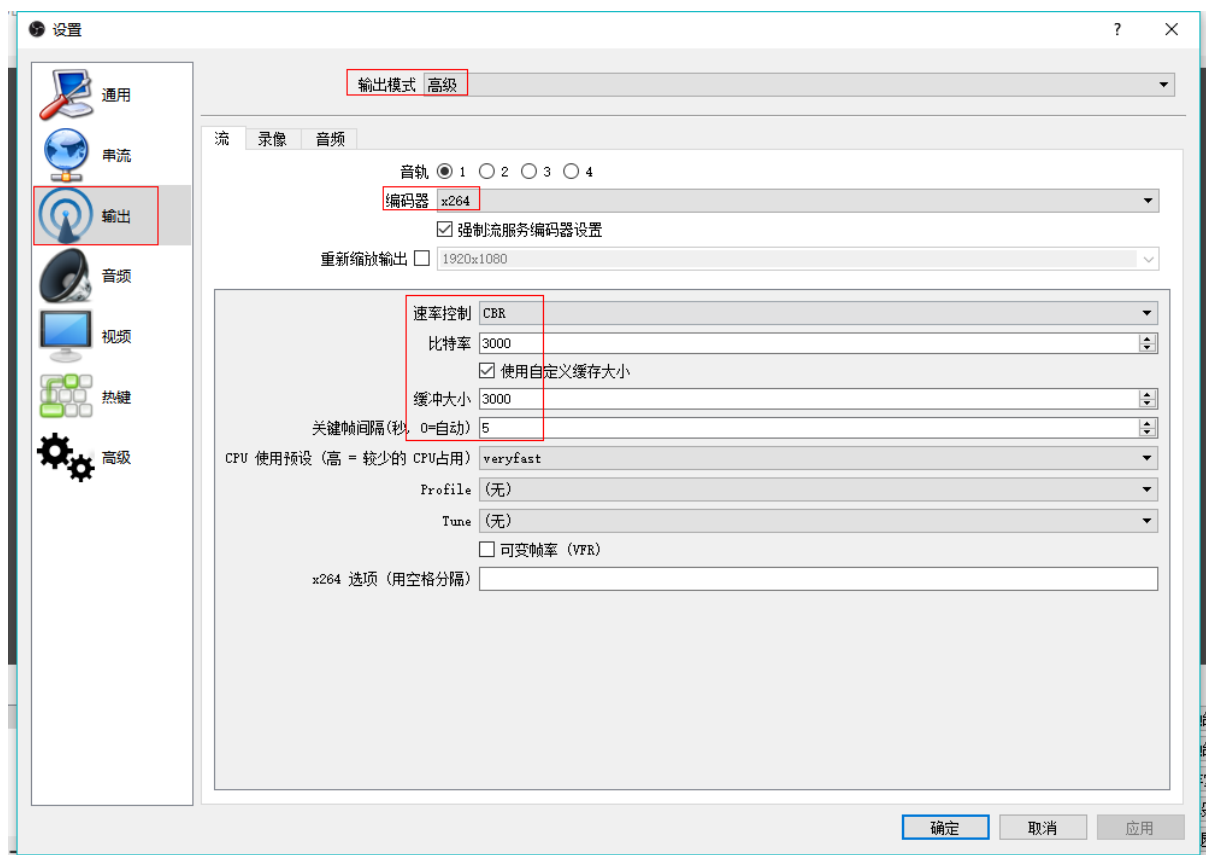 设置
?
通用
串流
输出
音频
视频
热键
高级
输出模式 高级
流 录像 音频
音轨 1 2 3 4
编码器 x264
强制流服务编码器设置
重新缩放输出 1920x1080
速率控制 CBR
比特率 3000
使用自定义缓存大小
缓冲大小 3000
关键帧间隔(秒, 0=自动) 5
CPU 使用预设 (高 = 较少的 CPU占用) veryfast
Profile (无)
Tune (无)
可变帧率 (VFR)
x264 选项 (用空格分隔)
确定 取消 应用